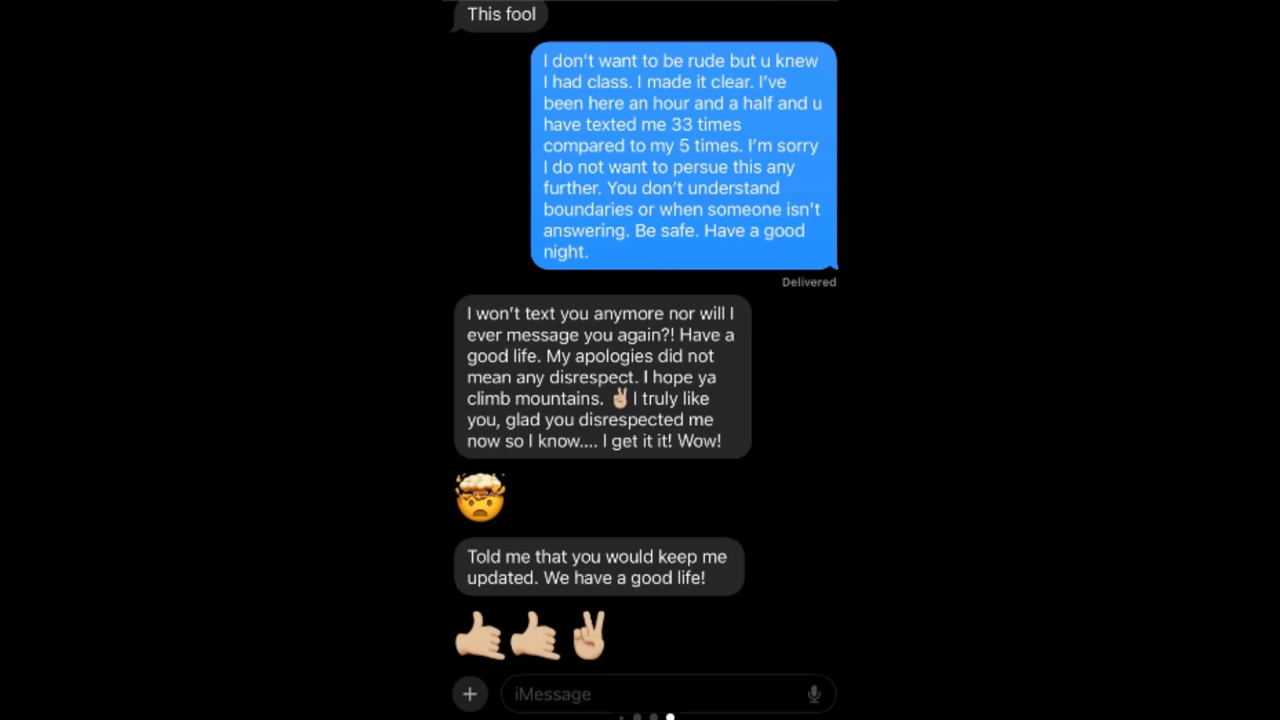 This fool
I don't want to be rude but u knew
I had class. I made it clear. I've
been here an hour and a half and u
have texted me 33 times
compared to my 5 times. I'm sorry
I do not want to persue this any
further. You don't understand
boundaries or when someone isn't
answering. Be safe. Have a good
night.
Delivered
I won't text you anymore nor will I
ever message you again?! Have a
good life. My apologies did not
mean any disrespect. I hope ya
climb mountains. ✌🏼 I truly like
you, glad you disrespected me
now so I know.... I get it it! Wow!
🤯
Told me that you would keep me
updated. We have a good life!
🤙🏼🤙🏼✌🏼
iMessage